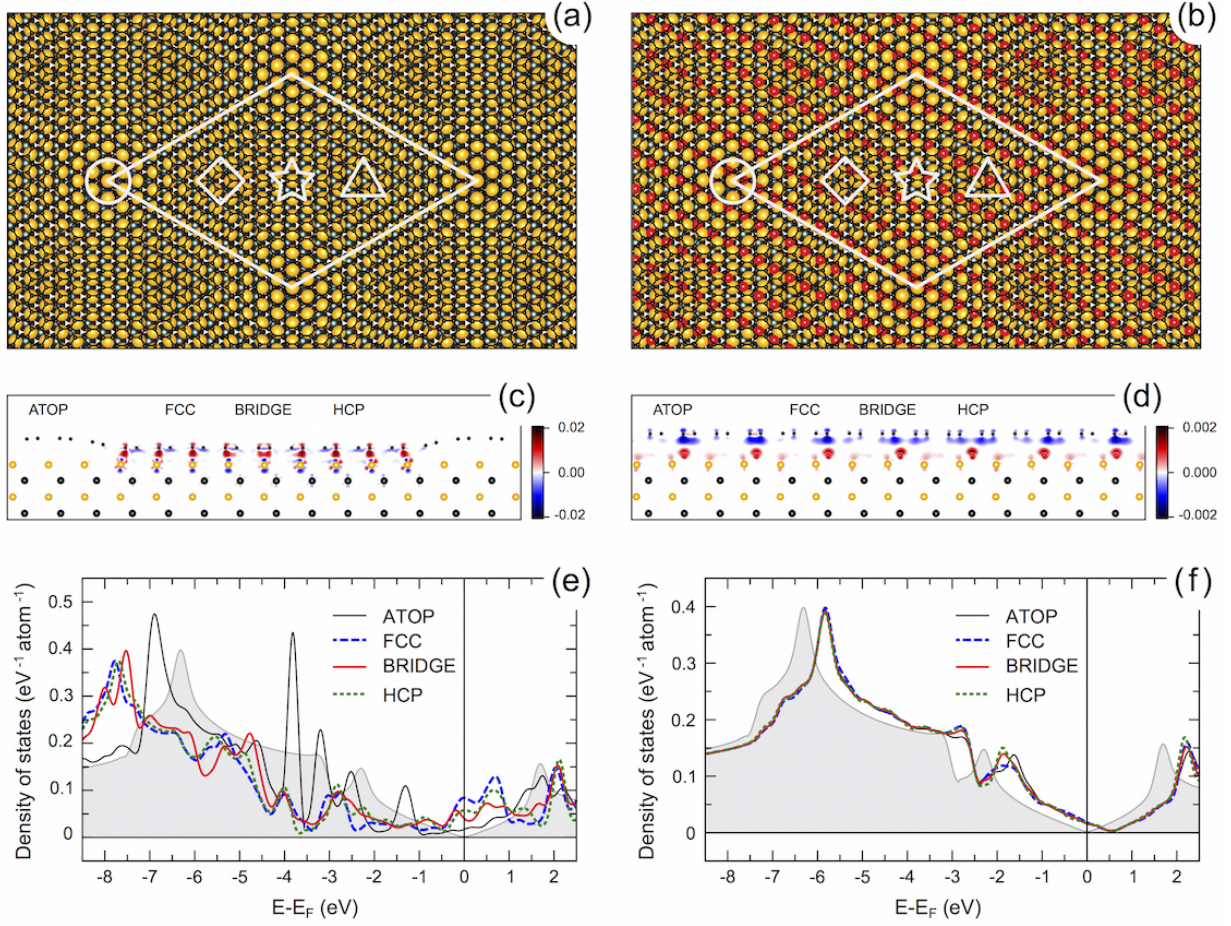 (a)
(b)
(c)
ATOP FCC BRIDGE HCP
0.02
0.00
-0.02
(d)
ATOP FCC BRIDGE HCP
0.002
0.000
-0.002
(e)
Density of states (eV⁻¹ atom⁻¹)
0.5
0.4
0.3
0.2
0.1
0
ATOP
FCC
BRIDGE
HCP
-8 -7 -6 -5 -4 -3 -2 -1 0 1 2
E-E_F (eV)
(f)
Density of states (eV⁻¹ atom⁻¹)
0.4
0.3
0.2
0.1
0
ATOP
FCC
BRIDGE
HCP
-8 -7 -6 -5 -4 -3 -2 -1 0 1 2
E-E_F (eV)